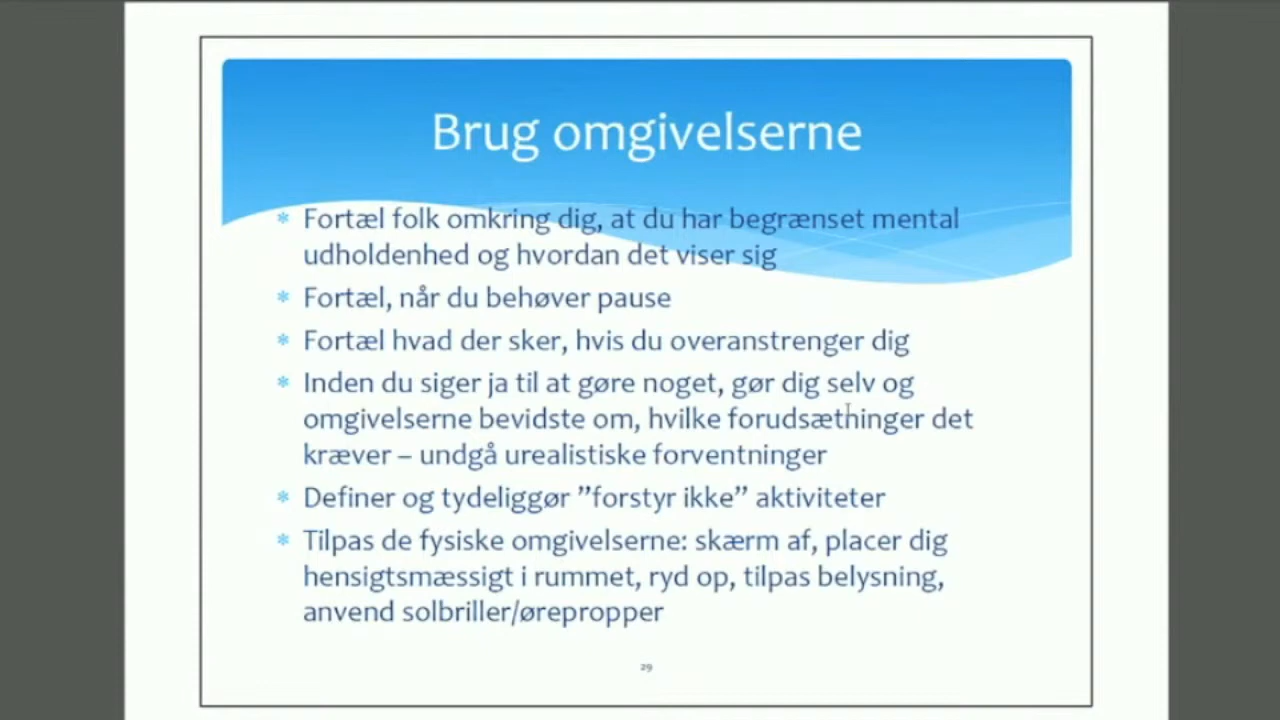 Brug omgivelserne
* Fortæl folk omkring dig, at du har begrænset mental
udholdenhed og hvordan det viser sig
* Fortæl, når du behøver pause
* Fortæl hvad der sker, hvis du overanstrenger dig
* Inden du siger ja til at gøre noget, gør dig selv og
omgivelserne bevidste om, hvilke forudsætninger det
kræver – undgå urealistiske forventninger
* Definer og tydeliggør ”forstyr ikke” aktiviteter
* Tilpas de fysiske omgivelserne: skærm af, placer dig
hensigtsmæssigt i rummet, ryd op, tilpas belysning,
anvend solbriller/ørepropper
29